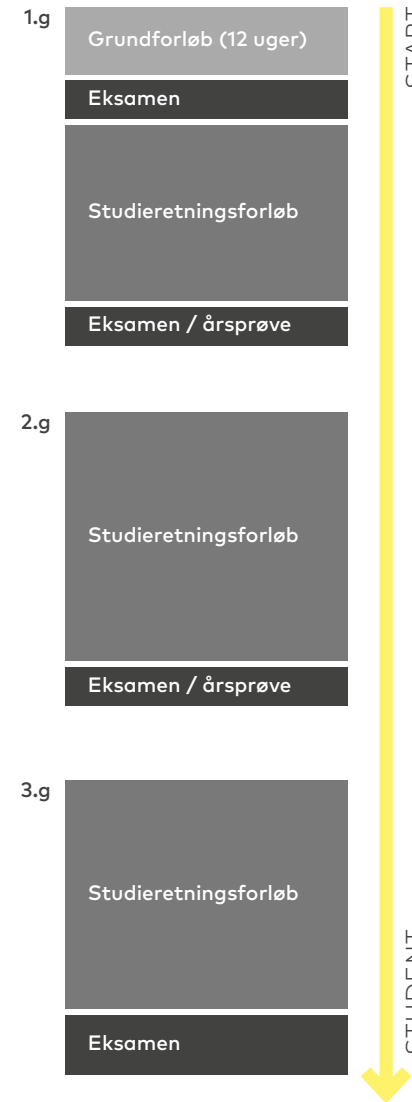 1.g
Grundforløb (12 uger)
Eksamen
Studieretningsforløb
Eksamen / årsprøve
2.g
Studieretningsforløb
Eksamen / årsprøve
3.g
Studieretningsforløb
Eksamen
START
STUDENT